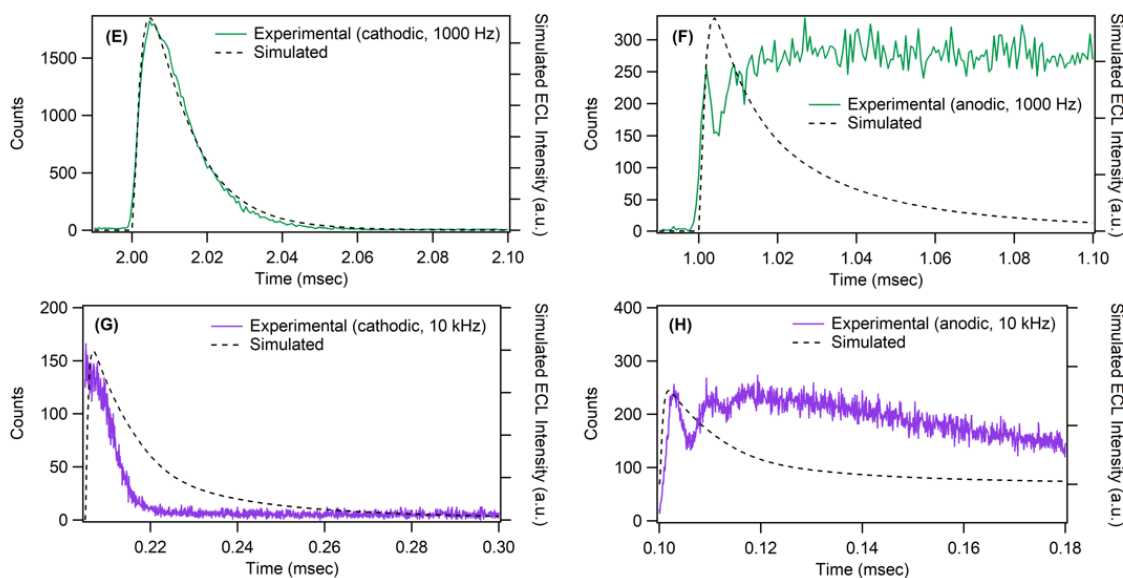 (E)
Experimental (cathodic, 1000 Hz)
Simulated
Counts
1500
1000
500
0
2.00
2.02
2.04
2.06
2.08
2.10
Time (msec)
Simulated ECL Intensity (a.u.)
(F)
Experimental (anodic, 1000 Hz)
Simulated
Counts
300
250
200
150
100
50
0
1.00
1.02
1.04
1.06
1.08
1.10
Time (msec)
Simulated ECL Intensity (a.u.)
(G)
Experimental (cathodic, 10 kHz)
Simulated
Counts
200
150
100
50
0
0.22
0.24
0.26
0.28
0.30
Time (msec)
Simulated ECL Intensity (a.u.)
(H)
Experimental (anodic, 10 kHz)
Simulated
Counts
400
300
200
100
0
0.10
0.12
0.14
0.16
0.18
Time (msec)
Simulated ECL Intensity (a.u.)